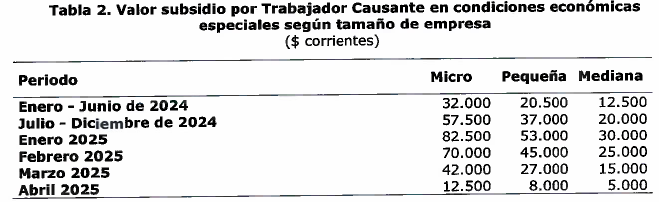 Tabla 2. Valor subsidio por Trabajador Causante en condiciones económicas
especiales según tamaño de empresa
($ corrientes)
Periodo Micro Pequeña Mediana
Enero - Junio de 2024 32.000 20.500 12.500
Julio - Diciembre de 2024 57.500 37.000 20.000
Enero 2025 82.500 53.000 30.000
Febrero 2025 70.000 45.000 25.000
Marzo 2025 42.000 27.000 15.000
Abril 2025 12.500 8.000 5.000